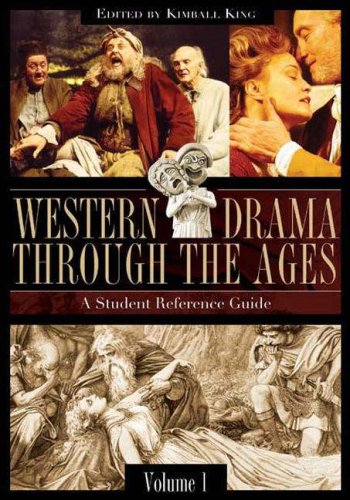 EDITED BY KIMBALL KING
WESTERN DRAMA
THROUGH THE AGES
A Student Reference Guide
Volume 1